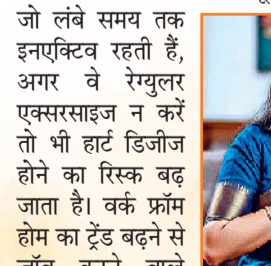 जो लंबे समय तक
इनएक्टिव रहती हैं,
अगर वे रेग्युलर
एक्सरसाइज न करें
तो भी हार्ट डिजीज
होने का रिस्क बढ़
जाता है। वर्क फ्रॉम
होम का ट्रेंड बढ़ने से